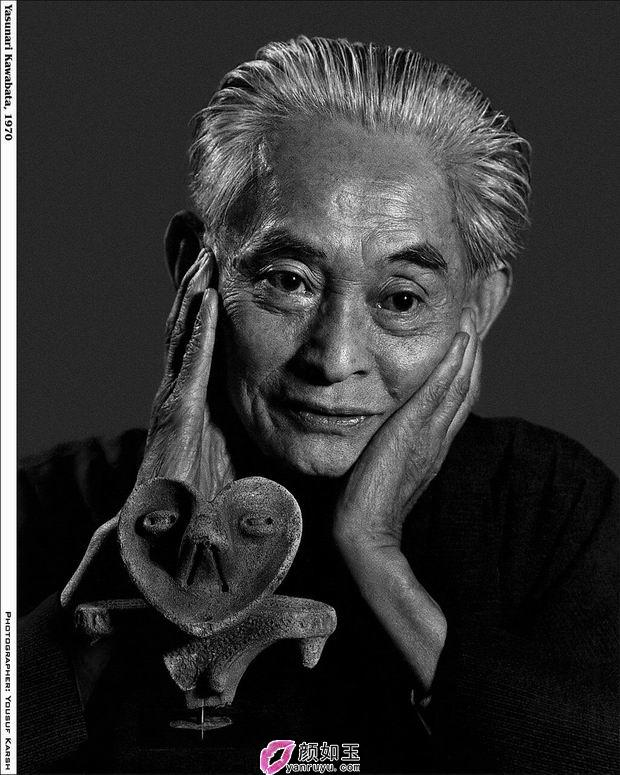 Yasunari Kawabata, 1970
Photographer: Yousuf Karsh
颜如玉
yanruyu.com